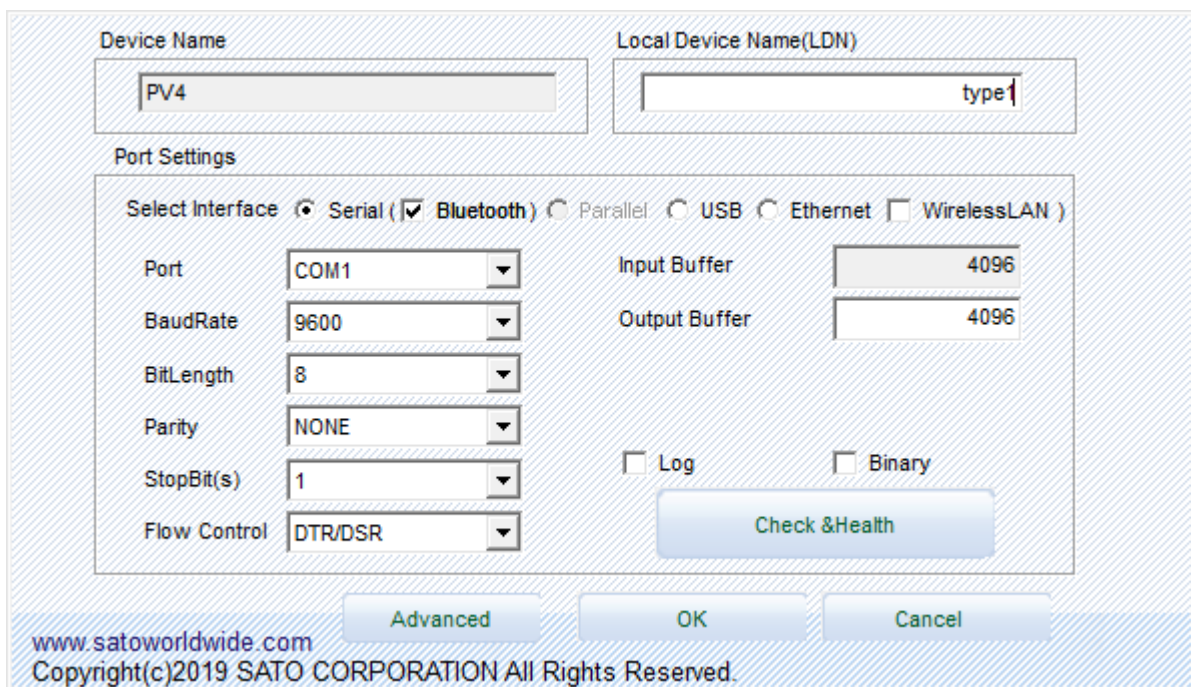 Device Name Local Device Name(LDN)
PV4 type1
Port Settings
Select Interface Serial ( Bluetooth ) Parallel USB Ethernet WirelessLAN )
Port COM1 Input Buffer 4096
BaudRate 9600 Output Buffer 4096
BitLength 8
Parity NONE
StopBit(s) 1 Log Binary
Flow Control DTR/DSR Check &Health
Advanced OK Cancel
www.satoworldwide.com
Copyright(c)2019 SATO CORPORATION All Rights Reserved.